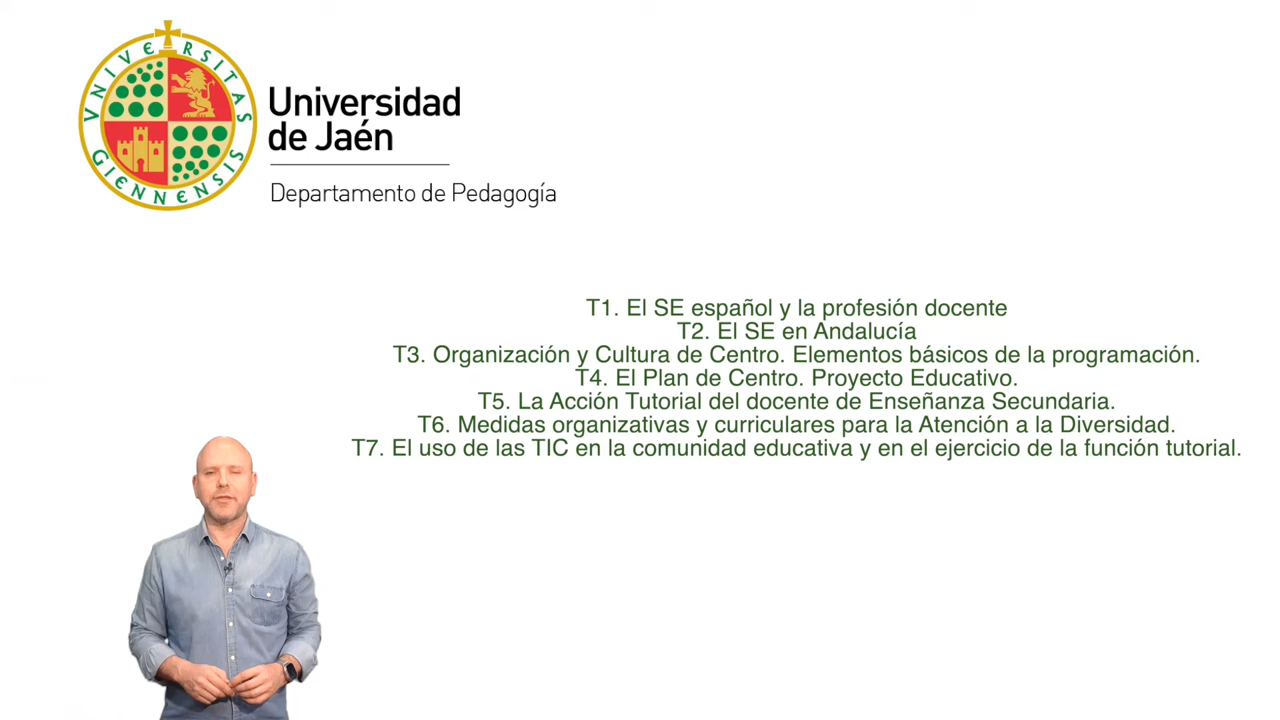 VNIVERSITAS
GIENNENSIS
Universidad
de Jaén
Departamento de Pedagogía
T1. El SE español y la profesión docente
T2. El SE en Andalucía
T3. Organización y Cultura de Centro. Elementos básicos de la programación.
T4. El Plan de Centro. Proyecto Educativo.
T5. La Acción Tutorial del docente de Enseñanza Secundaria.
T6. Medidas organizativas y curriculares para la Atención a la Diversidad.
T7. El uso de las TIC en la comunidad educativa y en el ejercicio de la función tutorial.